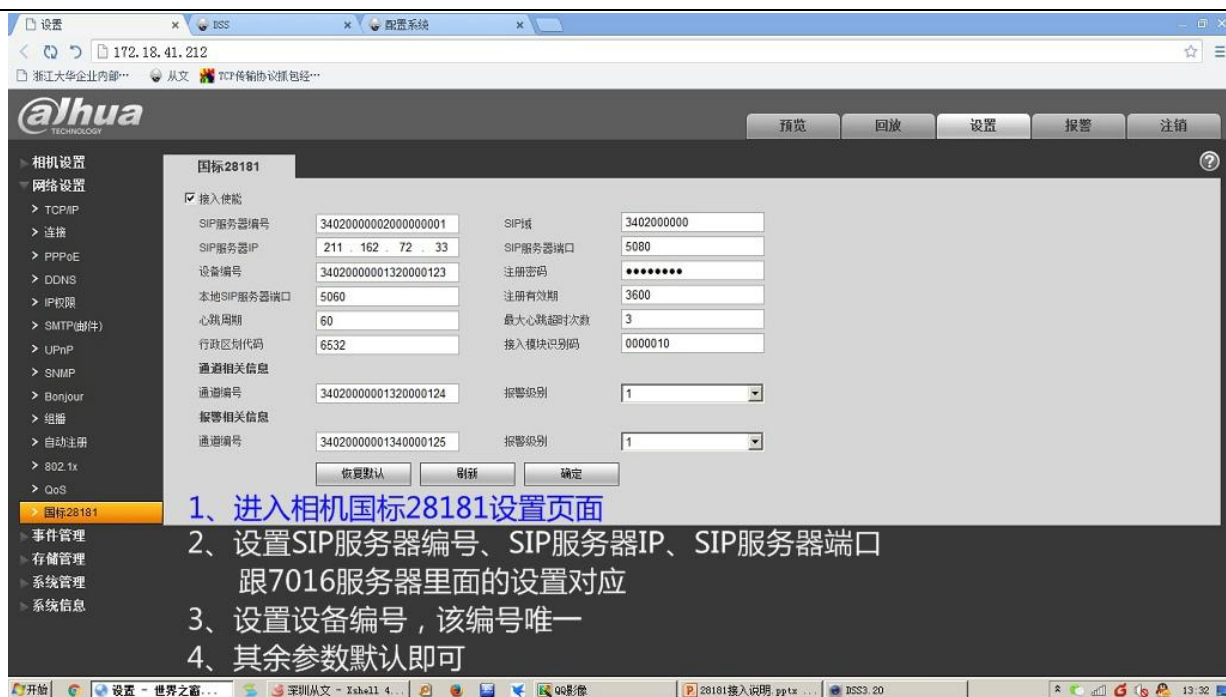 设置 DSS 配置系统
172.18.41.212
浙江大华企业内部… 从文 TCP传输协议抓包经…
alhua
TECHNOLOGY
预览 回放 设置 报警 注销
相机设置
网络设置
TCP/IP
连接
PPPoE
DDNS
IP权限
SMTP(邮件)
UPnP
SNMP
Bonjour
组播
自动注册
802.1x
QoS
国标28181
事件管理
存储管理
系统管理
系统信息
国标28181
接入使能
SIP服务器编号 34020000002000000001 SIP域 3402000000
SIP服务器IP 211 . 162 . 72 . 33 SIP服务器端口 5080
设备编号 34020000001320000123 注册密码 ●●●●●●●●
本地SIP服务器端口 5060 注册有效期 3600
心跳周期 60 最大心跳超时次数 3
行政区划代码 6532 接入模块识别码 0000010
通道相关信息
通道编号 34020000001320000124 报警级别 1
报警相关信息
通道编号 34020000001340000125 报警级别 1
恢复默认 刷新 确定
1、进入相机国标28181设置页面
2、设置SIP服务器编号、SIP服务器IP、SIP服务器端口
跟7016服务器里面的设置对应
3、设置设备编号，该编号唯一
4、其余参数默认即可
开始 设置 - 世界之窗... 深圳从文 - Xshell 4... QQ影像 28181接入说明.pptx ... DSS3.20 13:32